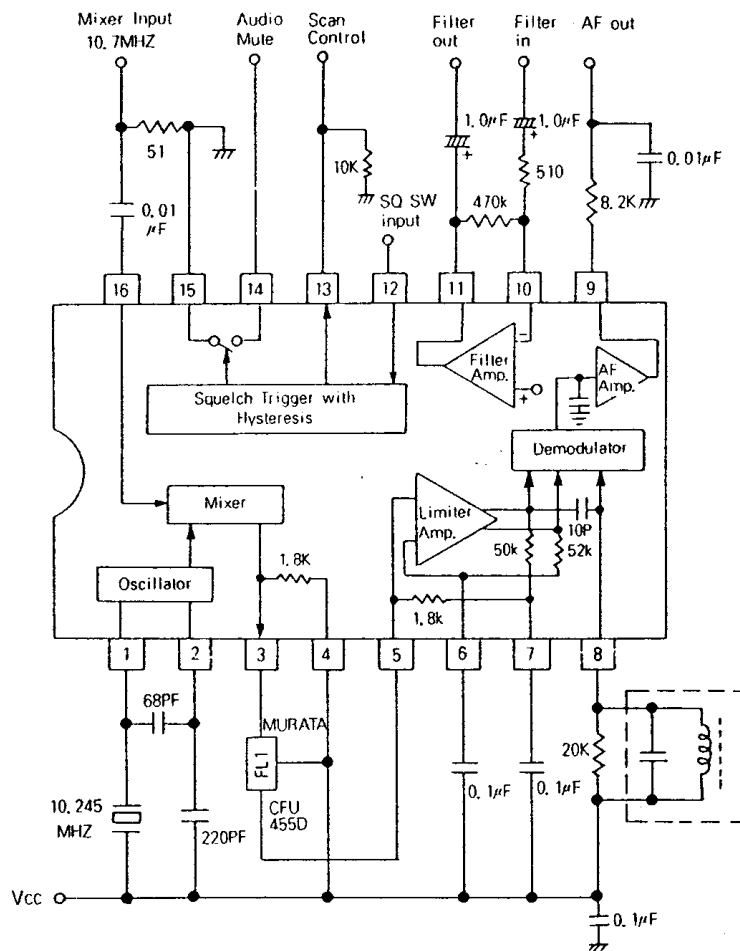 Mixer Input
10.7MHZ
Audio
Mute
Scan
Control
Filter
out
Filter
in
AF out
51
0.01
μF
10K
SQ SW
input
1.0μF
1.0μF
510
470k
8.2K
0.01μF
16
15
14
13
12
11
10
9
Squelch Trigger with
Hysteresis
Filter
Amp.
−
+
AF
Amp.
Demodulator
Mixer
Limiter
Amp.
10P
50k
52k
1.8K
1.8k
Oscillator
1
2
3
4
5
6
7
8
68PF
MURATA
FL1
CFU
455D
10.245
MHZ
220PF
0.1μF
0.1μF
20K
Vcc
0.1μF
+
+